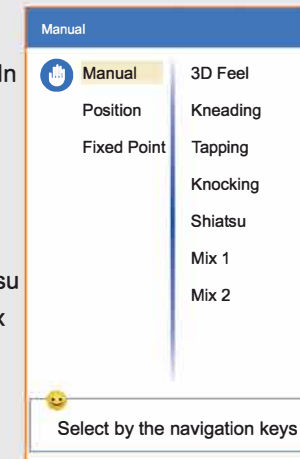 Manual
Manual
Position
Fixed Point
3D Feel
Kneading
Tapping
Knocking
Shiatsu
Mix 1
Mix 2
Select by the navigation keys